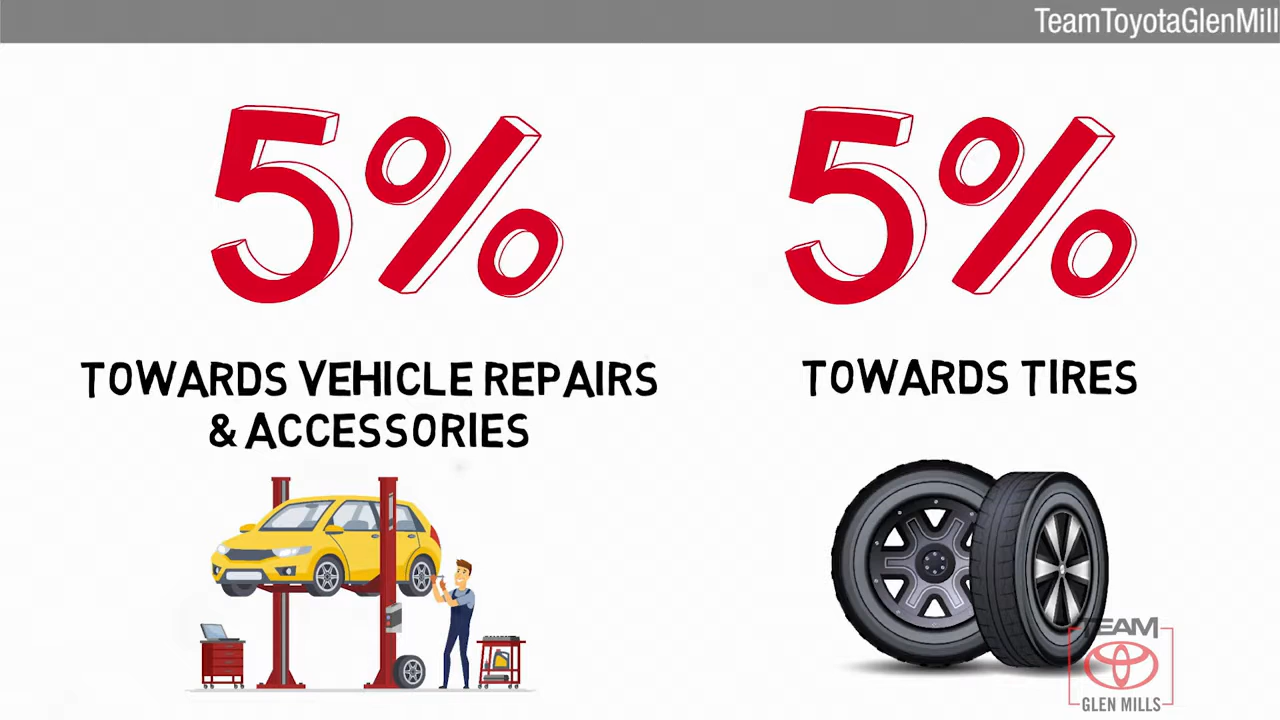 TeamToyotaGlenMill
5% 5%
TOWARDS VEHICLE REPAIRS
& ACCESSORIES
TOWARDS TIRES
TEAM
GLEN MILLS